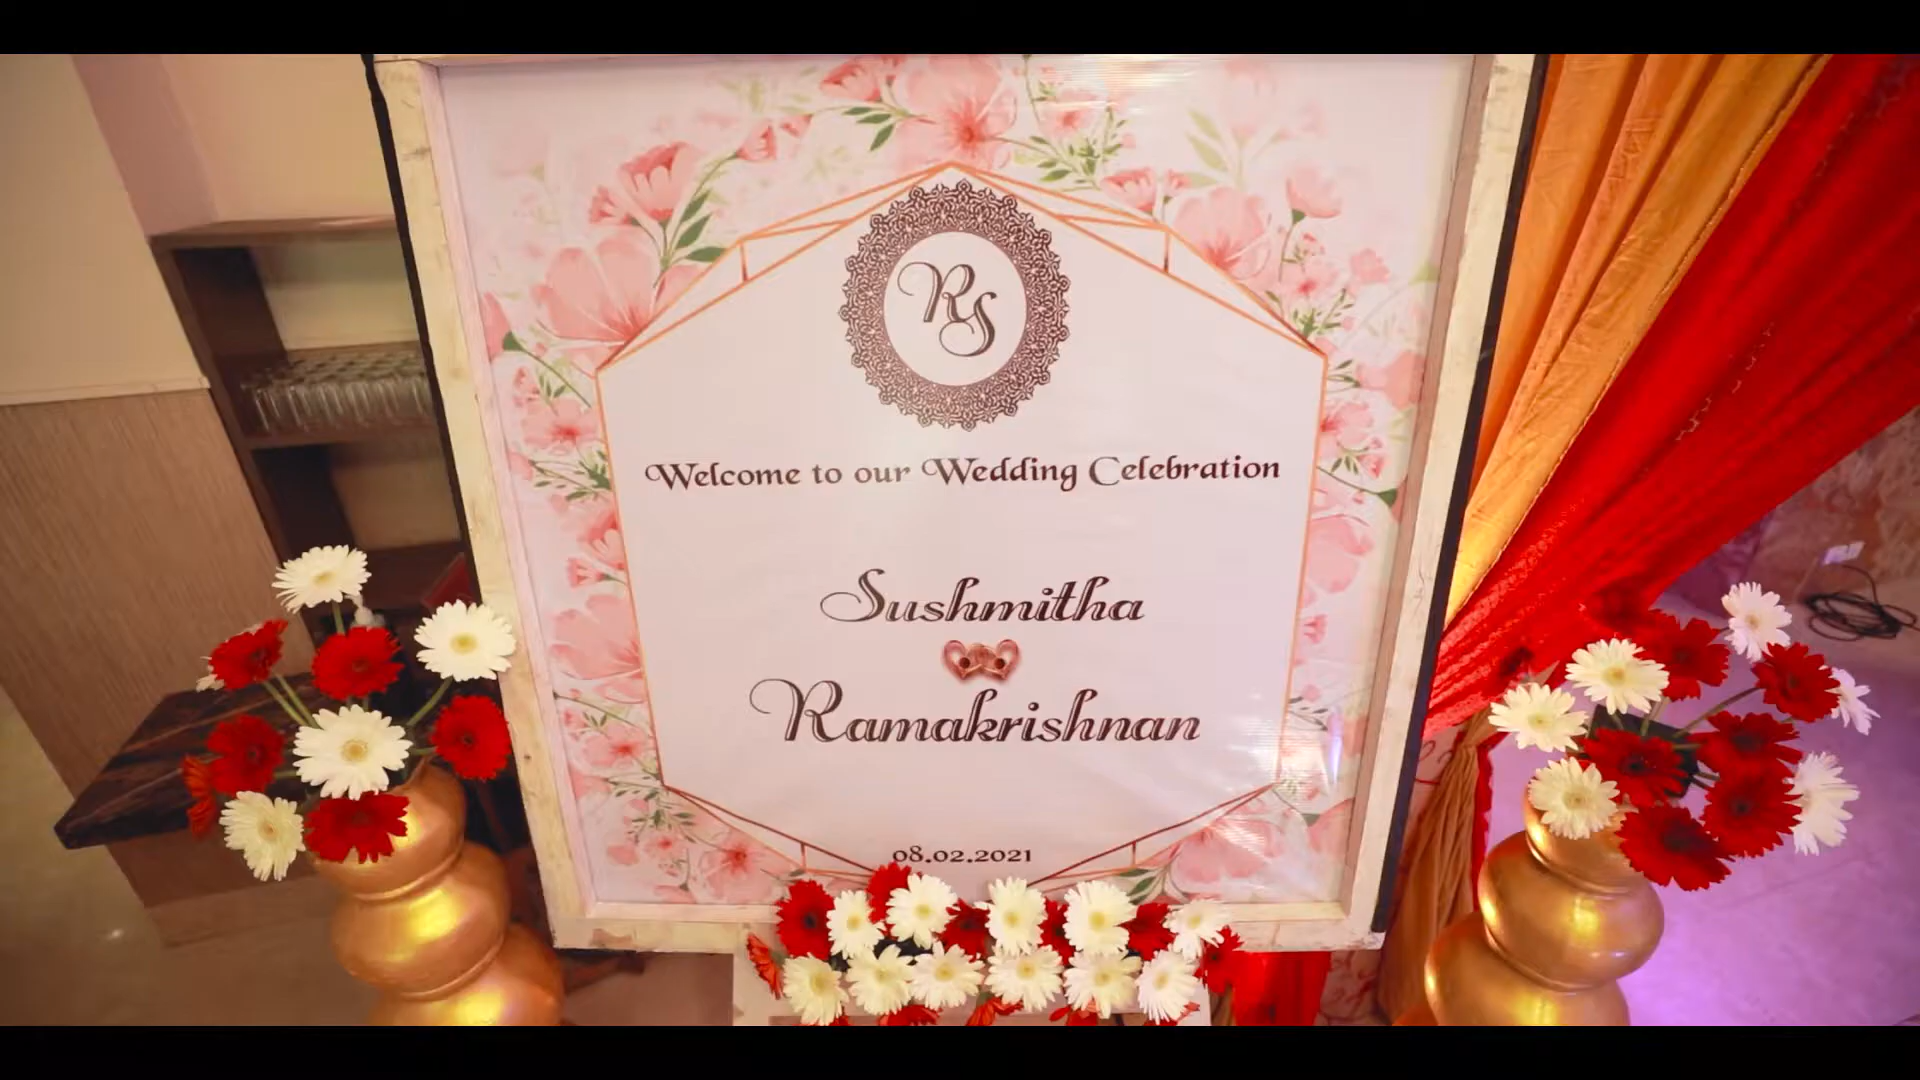 RS
Welcome to our Wedding Celebration
Sushmitha
Ramakrishnan
08.02.2021